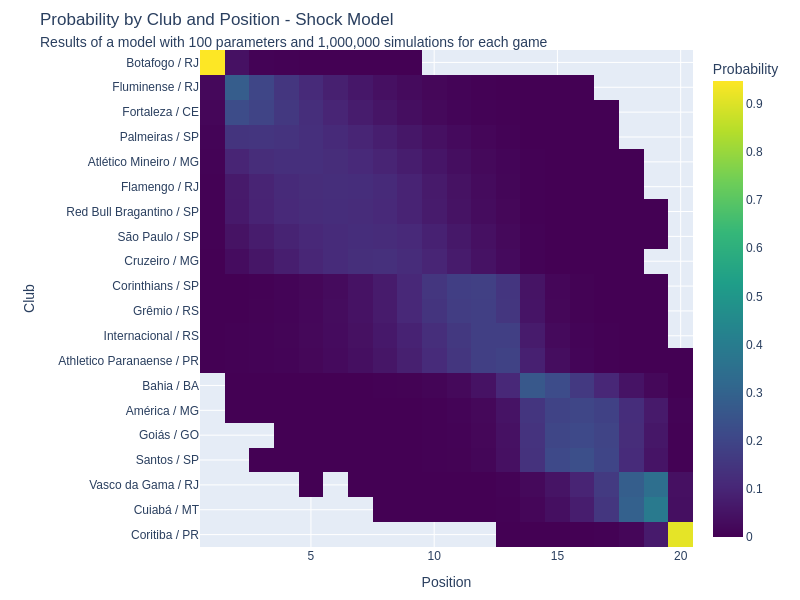 Probability by Club and Position - Shock Model
Results of a model with 100 parameters and 1,000,000 simulations for each game
Botafogo / RJ
Fluminense / RJ
Fortaleza / CE
Palmeiras / SP
Atlético Mineiro / MG
Flamengo / RJ
Red Bull Bragantino / SP
São Paulo / SP
Cruzeiro / MG
Corinthians / SP
Grêmio / RS
Internacional / RS
Athletico Paranaense / PR
Bahia / BA
América / MG
Goiás / GO
Santos / SP
Vasco da Gama / RJ
Cuiabá / MT
Coritiba / PR
Club
5
10
15
20
Position
Probability
0.9
0.8
0.7
0.6
0.5
0.4
0.3
0.2
0.1
0